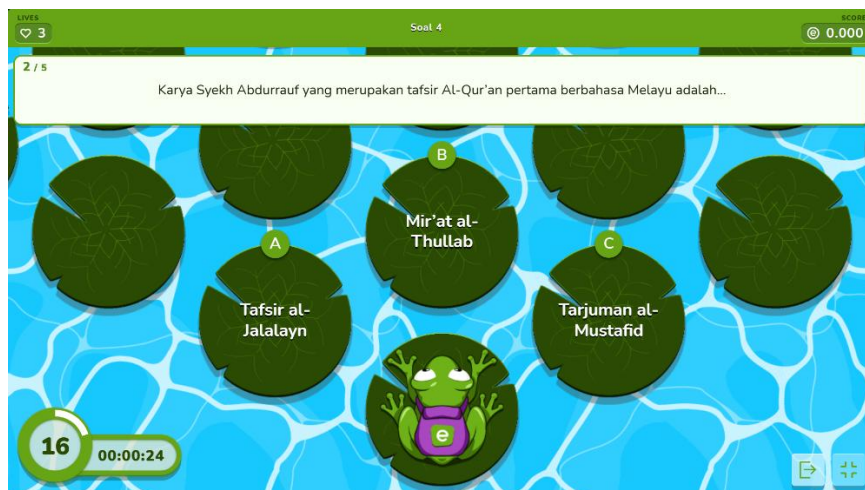 LIVES
3
Soal 4
SCORE
0.000
2 / 5
Karya Syekh Abdurrauf yang merupakan tafsir Al-Qur'an pertama berbahasa Melayu adalah...
B
Mir'at al-
Thullab
A
Tafsir al-
Jalalayn
C
Tarjuman al-
Mustafid
e
16
00:00:24